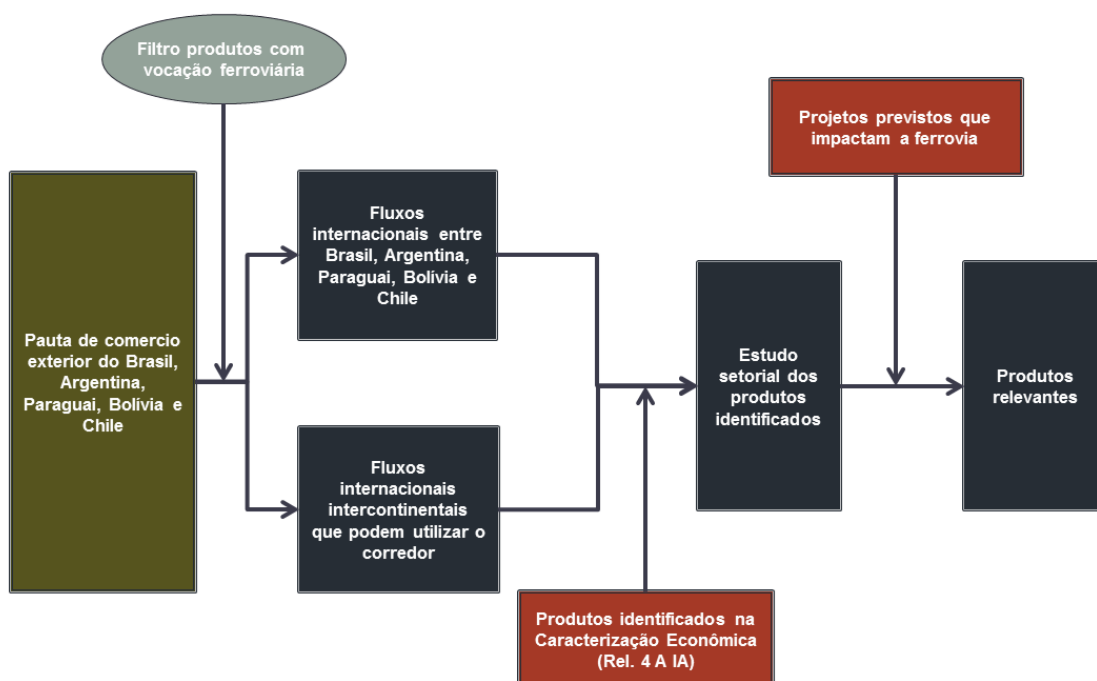 Filtro produtos com
vocação ferroviária
Projetos previstos que
impactam a ferrovia
Pauta de comercio
exterior do Brasil,
Argentina,
Paraguai, Bolívia e
Chile
Fluxos
internacionais entre
Brasil, Argentina,
Paraguai, Bolívia e
Chile
Fluxos
internacionais
intercontinentais
que podem utilizar o
corredor
Produtos identificados na
Caracterização Econômica
(Rel. 4 A IA)
Estudo
setorial dos
produtos
identificados
Produtos
relevantes